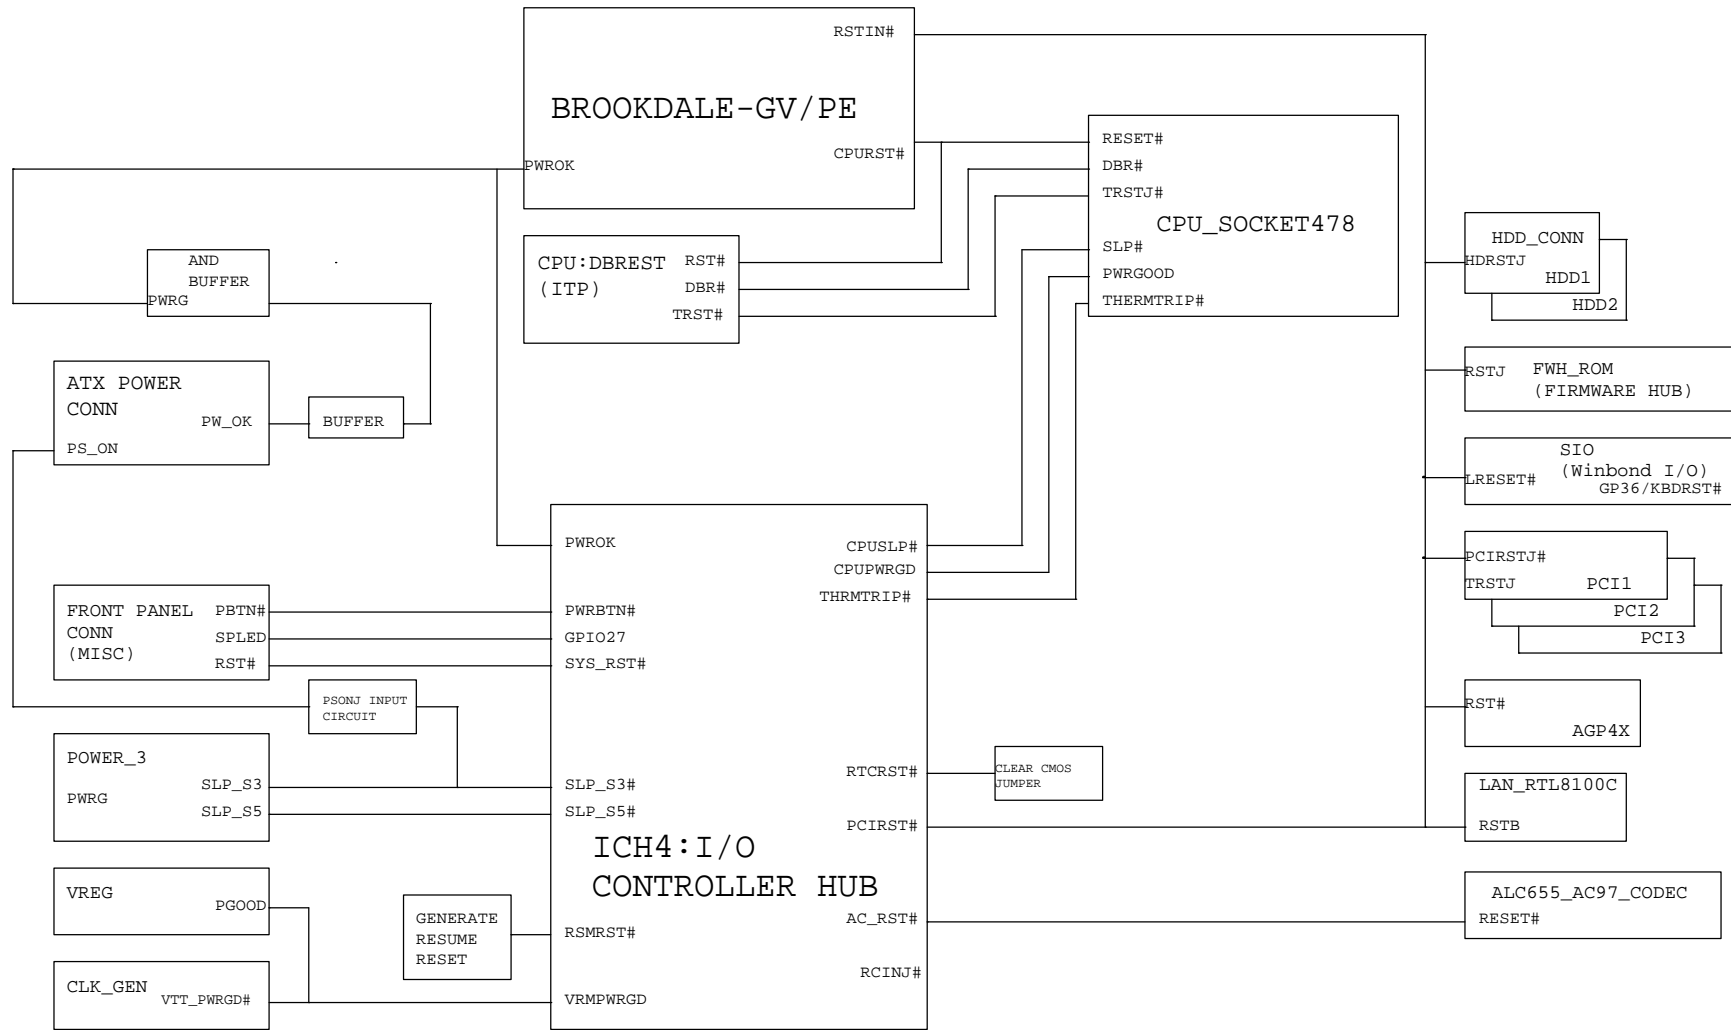 RSTIN#
BROOKDALE-GV/PE
CPURST#
PWROK
RESET#
DBR#
TRSTJ#
CPU_SOCKET478
SLP#
PWRGOOD
THERMTRIP#
CPU:DBREST
(ITP)
RST#
DBR#
TRST#
AND
BUFFER
PWRG
ATX POWER
CONN
PW_OK
PS_ON
BUFFER
HDD_CONN
HDRSTJ
HDD1
HDD2
RSTJ
FWH_ROM
(FIRMWARE HUB)
SIO
(Winbond I/O)
LRESET#
GP36/KBDRST#
PCIRSTJ#
TRSTJ
PCI1
PCI2
PCI3
RST#
AGP4X
LAN_RTL8100C
RSTB
ALC655_AC97_CODEC
RESET#
FRONT PANEL
CONN
(MISC)
PBTN#
SPLED
RST#
PSONJ INPUT
CIRCUIT
POWER_3
PWRG
SLP_S3
SLP_S5
VREG
PGOOD
CLK_GEN
VTT_PWRGD#
GENERATE
RESUME
RESET
PWROK
PWRBTN#
GPIO27
SYS_RST#
SLP_S3#
SLP_S5#
ICH4:I/O
CONTROLLER HUB
RSMRST#
VRMPWRGD
CPUSLP#
CPUPWRGD
THRMTRIP#
RTCRST#
PCIRST#
AC_RST#
RCINJ#
CLEAR CMOS
JUMPER